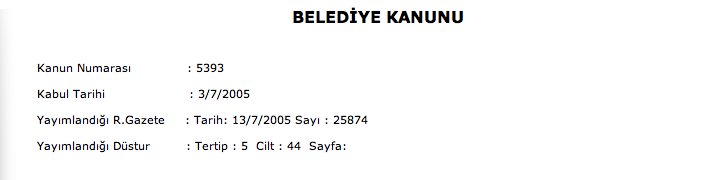 BELEDİYE KANUNU
Kanun Numarası : 5393
Kabul Tarihi : 3/7/2005
Yayımlandığı R.Gazete : Tarih: 13/7/2005 Sayı : 25874
Yayımlandığı Düstur : Tertip : 5 Cilt : 44 Sayfa: